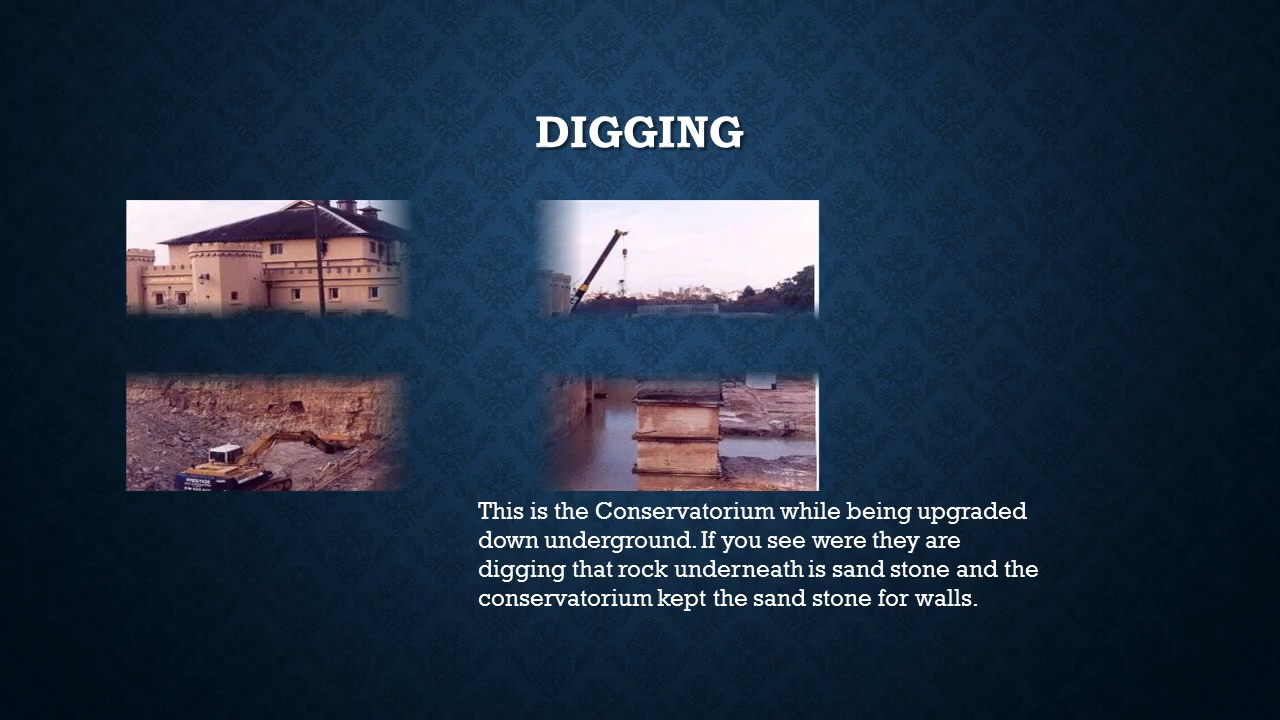 DIGGING
This is the Conservatorium while being upgraded
down underground. If you see were they are
digging that rock underneath is sand stone and the
conservatorium kept the sand stone for walls.